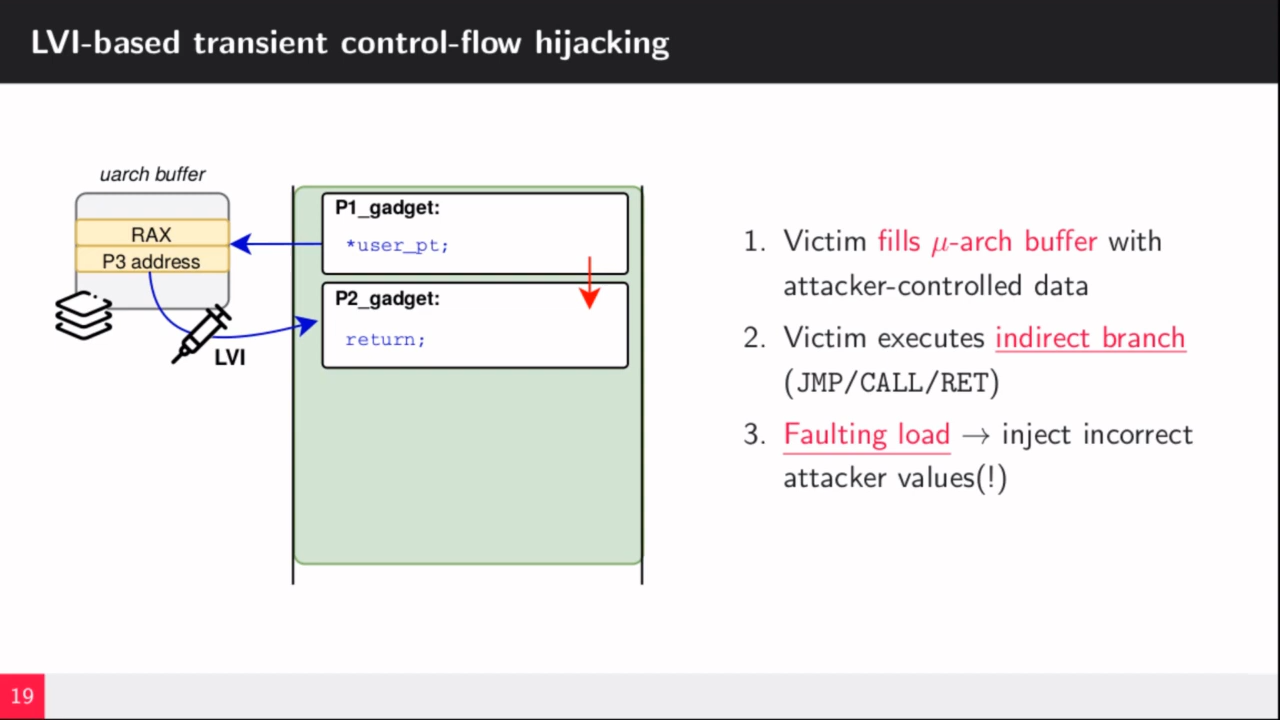 LVI-based transient control-flow hijacking
uarch buffer
RAX
P3 address
LVI
P1_gadget:
*user_pt;
P2_gadget:
return;
1. Victim fills μ-arch buffer with
attacker-controlled data
2. Victim executes indirect branch
(JMP/CALL/RET)
3. Faulting load → inject incorrect
attacker values(!)
19